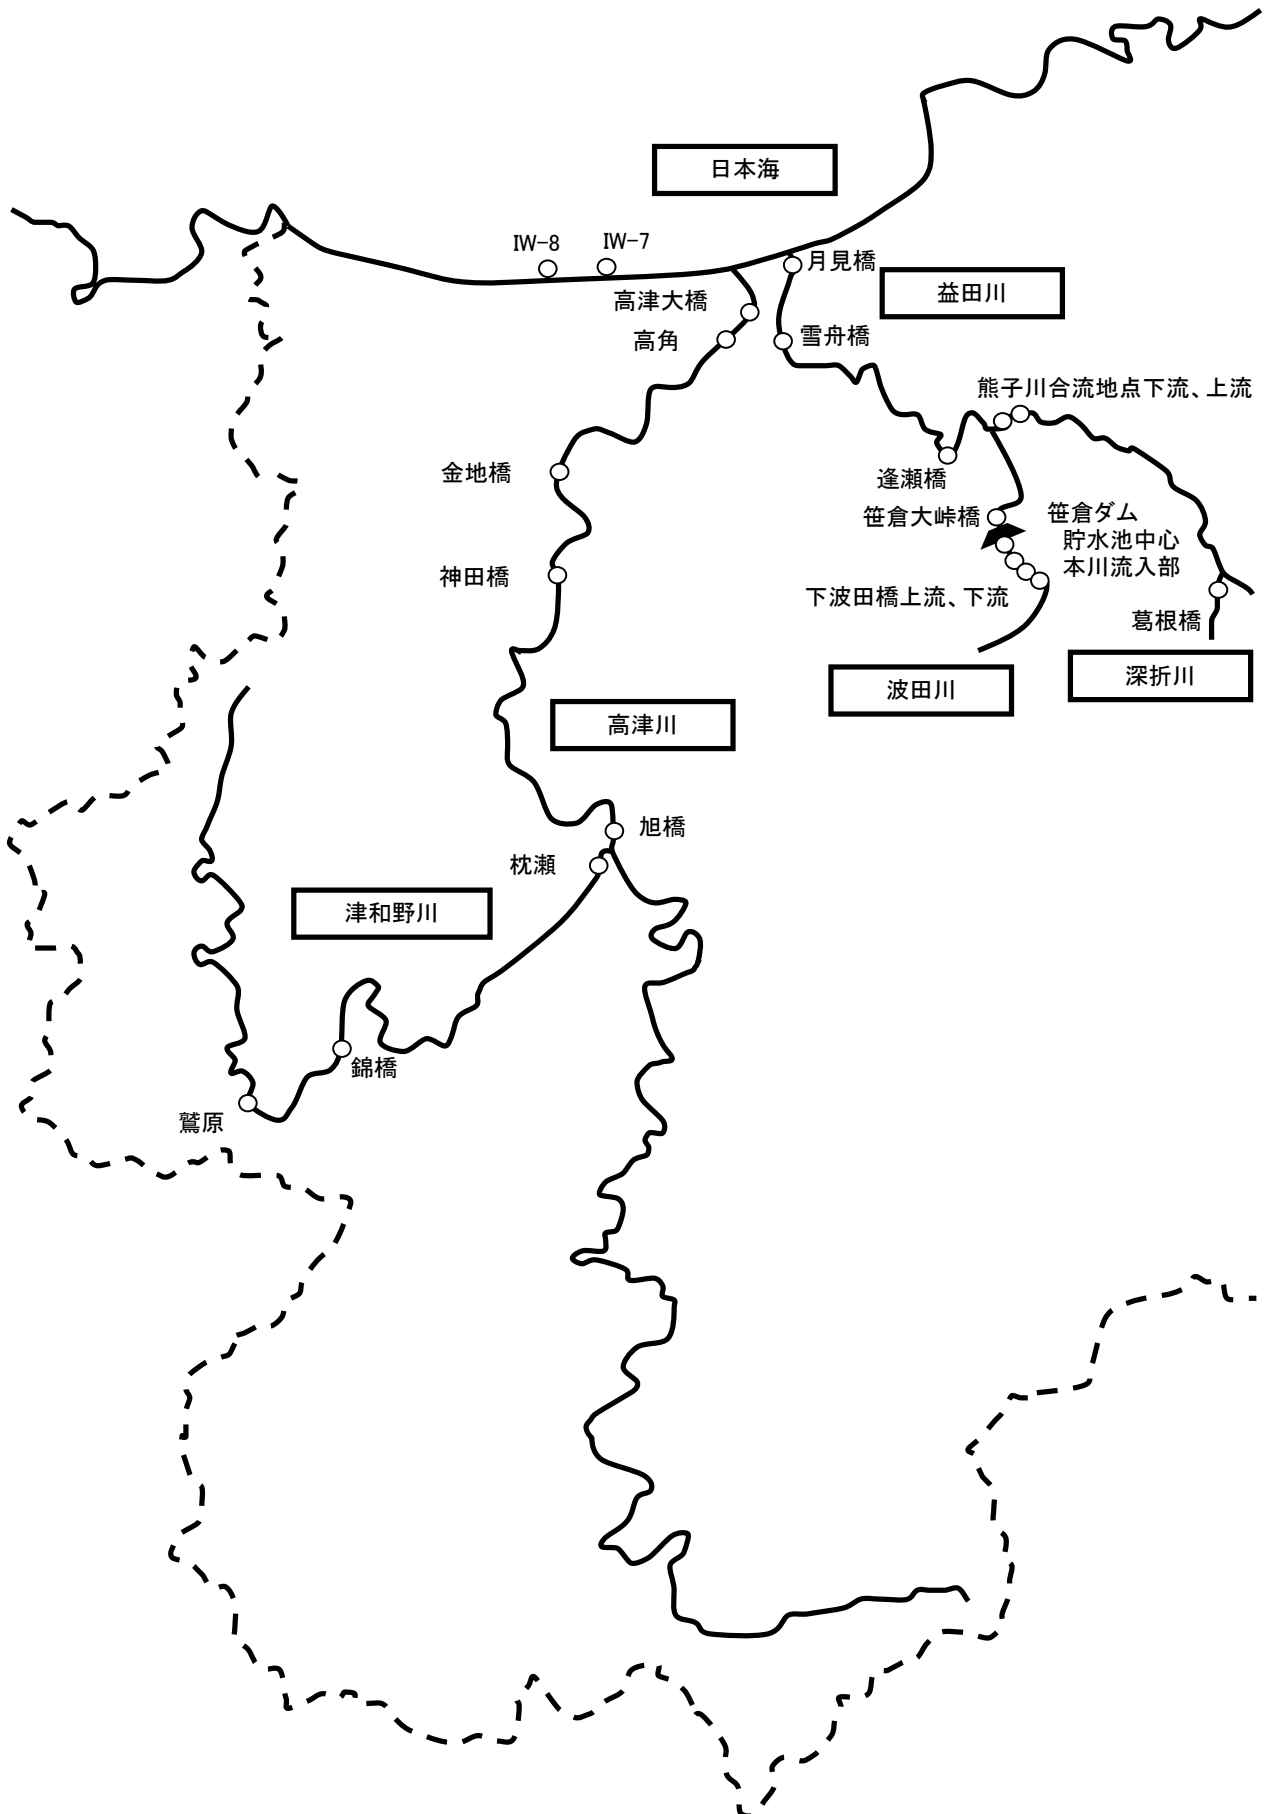 日本海
IW-8
IW-7
月見橋
益田川
高津大橋
高角
雪舟橋
熊子川合流地点下流、上流
金地橋
逢瀬橋
笹倉大峠橋
笹倉ダム
貯水池中心
本川流入部
神田橋
下波田橋上流、下流
葛根橋
波田川
深折川
高津川
旭橋
枕瀬
津和野川
錦橋
鷲原